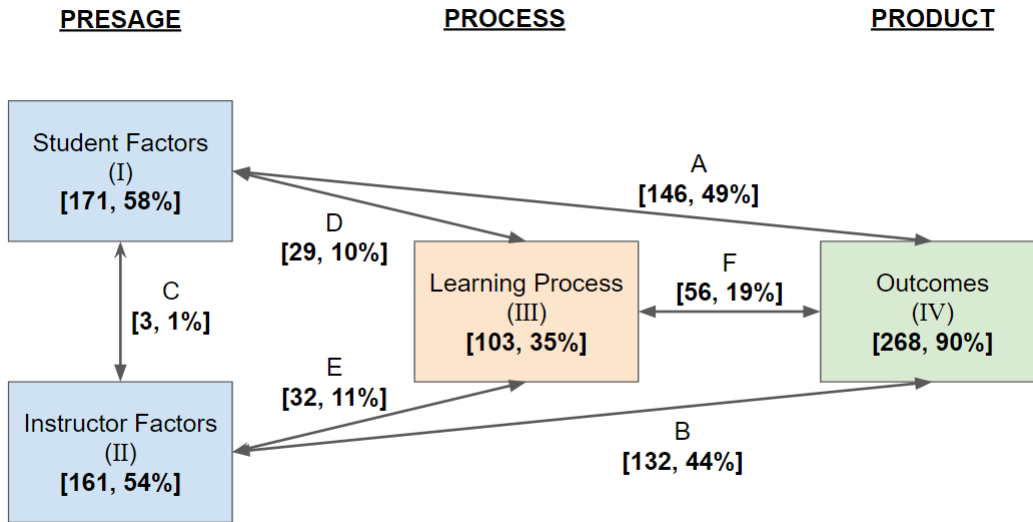 PRESAGE
PROCESS
PRODUCT
Student Factors
(I)
[171, 58%]
A
[146, 49%]
D
[29, 10%]
C
[3, 1%]
Learning Process
(III)
[103, 35%]
F
[56, 19%]
Outcomes
(IV)
[268, 90%]
E
[32, 11%]
Instructor Factors
(II)
[161, 54%]
B
[132, 44%]